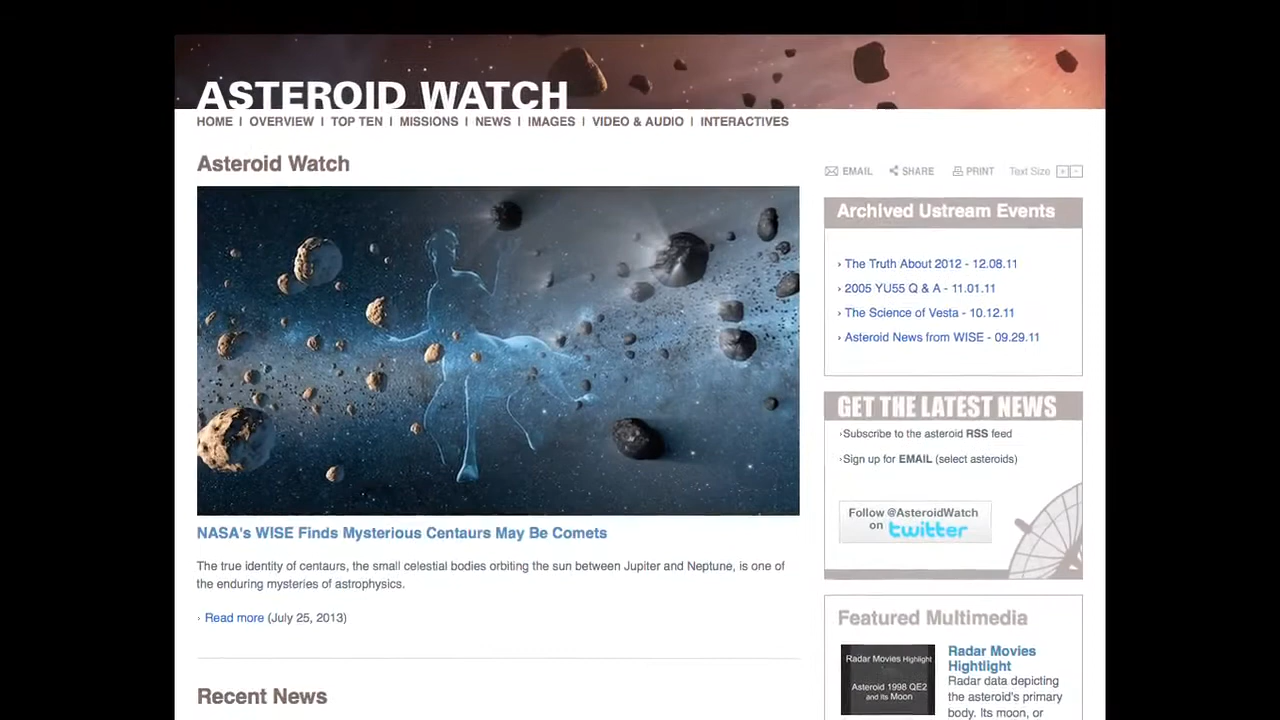 ASTEROID WATCH
HOME | OVERVIEW | TOP TEN | MISSIONS | NEWS | IMAGES | VIDEO & AUDIO | INTERACTIVES
Asteroid Watch
NASA's WISE Finds Mysterious Centaurs May Be Comets
The true identity of centaurs, the small celestial bodies orbiting the sun between Jupiter and Neptune, is one of
the enduring mysteries of astrophysics.
› Read more (July 25, 2013)
Recent News
EMAIL SHARE PRINT Text Size + -
Archived Ustream Events
› The Truth About 2012 - 12.08.11
› 2005 YU55 Q & A - 11.01.11
› The Science of Vesta - 10.12.11
› Asteroid News from WISE - 09.29.11
GET THE LATEST NEWS
›Subscribe to the asteroid RSS feed
›Sign up for EMAIL (select asteroids)
Follow @AsteroidWatch
on twitter
Featured Multimedia
Radar Movies Highlight
Asteroid 1998 QE2
and Its Moon
Radar Movies
Hightlight
Radar data depicting
the asteroid's primary
body. Its moon, or